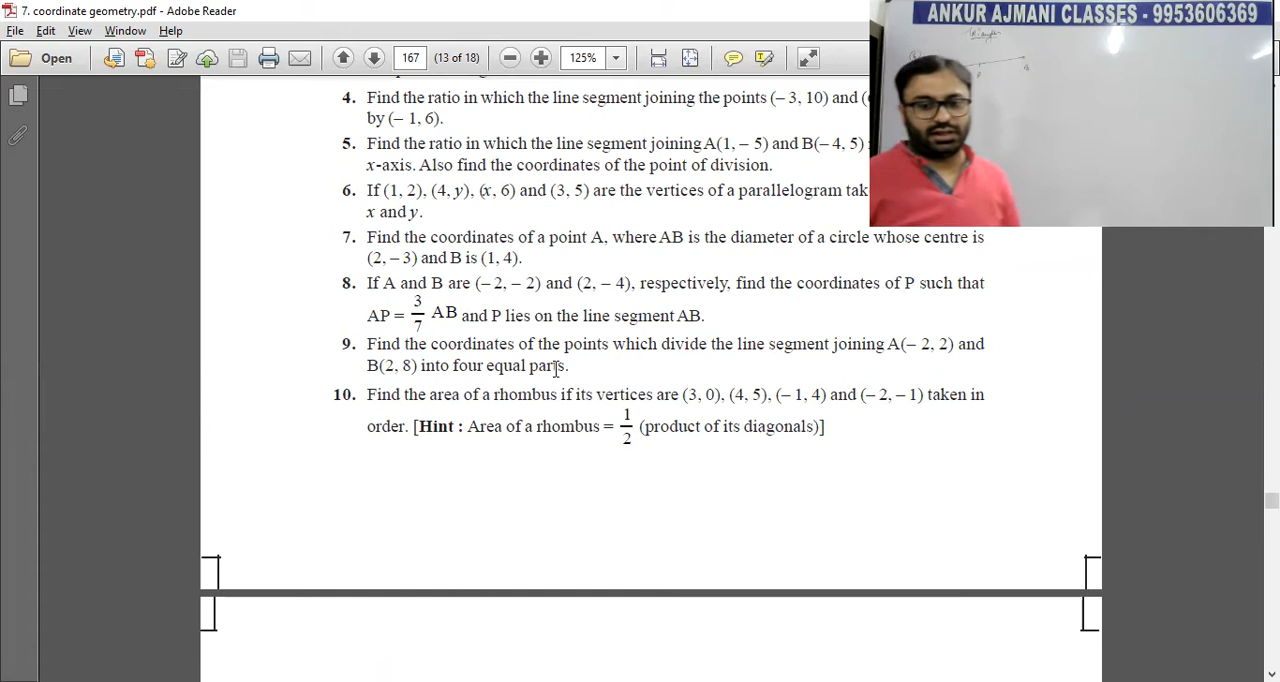 7. coordinate geometry.pdf - Adobe Reader
File Edit View Window Help
Open 167 (13 of 18) 125%
ANKUR AJMANI CLASSES - 9953606369
4. Find the ratio in which the line segment joining the points (– 3, 10) and (
by (– 1, 6).
5. Find the ratio in which the line segment joining A(1, – 5) and B(– 4, 5)
x-axis. Also find the coordinates of the point of division.
6. If (1, 2), (4, y), (x, 6) and (3, 5) are the vertices of a parallelogram tak
x and y.
7. Find the coordinates of a point A, where AB is the diameter of a circle whose centre is
(2, – 3) and B is (1, 4).
8. If A and B are (– 2, – 2) and (2, – 4), respectively, find the coordinates of P such that
AP = 3/7 AB and P lies on the line segment AB.
9. Find the coordinates of the points which divide the line segment joining A(– 2, 2) and
B(2, 8) into four equal parts.
10. Find the area of a rhombus if its vertices are (3, 0), (4, 5), (– 1, 4) and (– 2, – 1) taken in
order. [Hint : Area of a rhombus = 1/2 (product of its diagonals)]